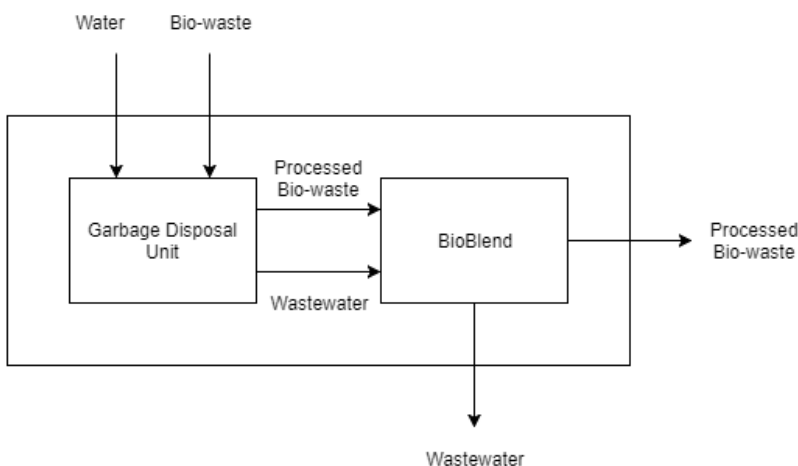 Water
Bio-waste
Processed
Bio-waste
Garbage Disposal
Unit
BioBlend
Processed
Bio-waste
Wastewater
Wastewater